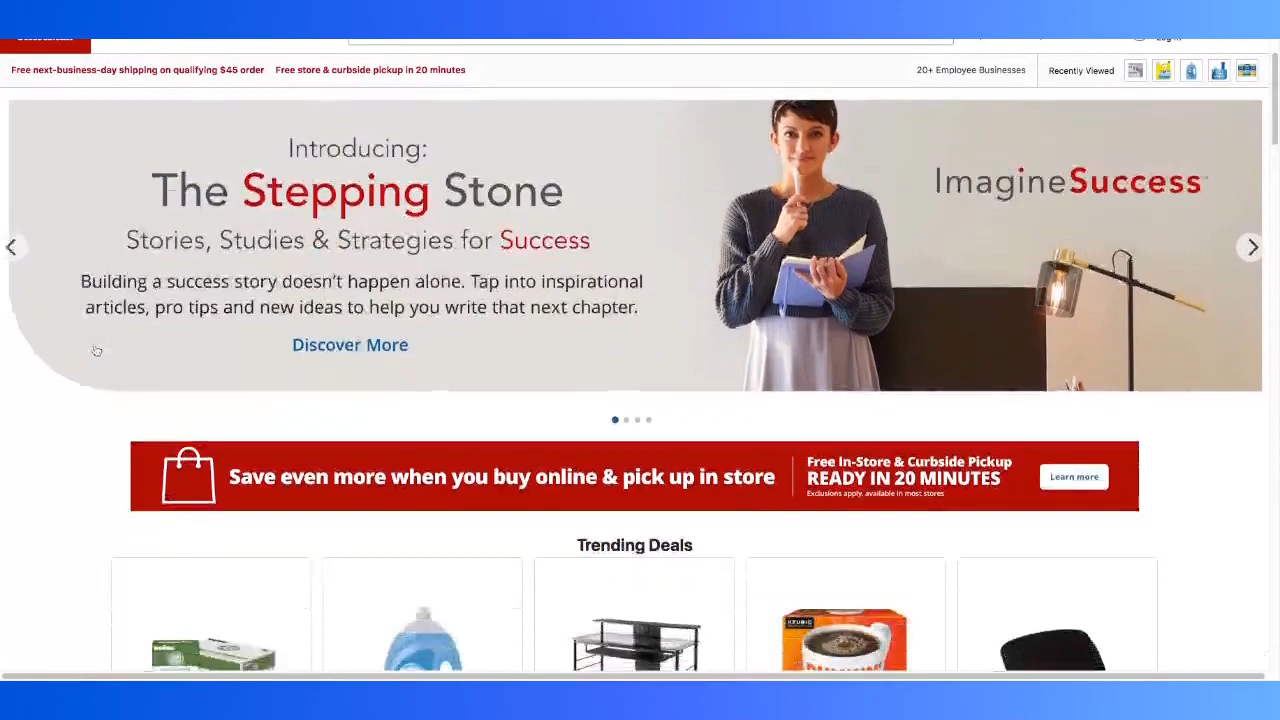 Log In
Free next-business-day shipping on qualifying $45 order
Free store & curbside pickup in 20 minutes
20+ Employee Businesses
Recently Viewed
Introducing:
The Stepping Stone
Stories, Studies & Strategies for Success
Building a success story doesn't happen alone. Tap into inspirational
articles, pro tips and new ideas to help you write that next chapter.
Discover More
ImagineSuccess
Save even more when you buy online & pick up in store
Free In-Store & Curbside Pickup
READY IN 20 MINUTES
Exclusions apply, available in most stores
Learn more
Trending Deals
KEURIG